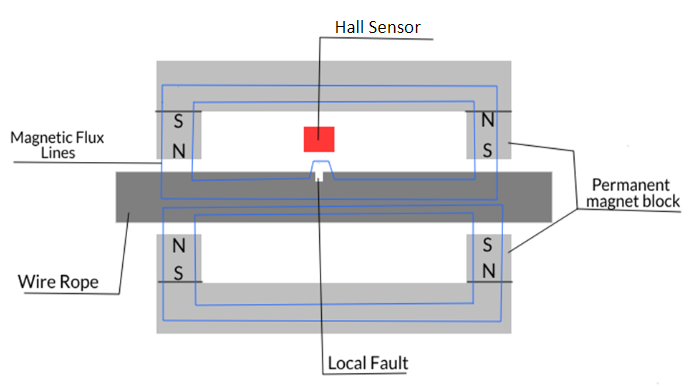 Hall Sensor
S
N
N
S
Magnetic Flux
Lines
Permanent
magnet block
N
S
S
N
Wire Rope
Local Fault